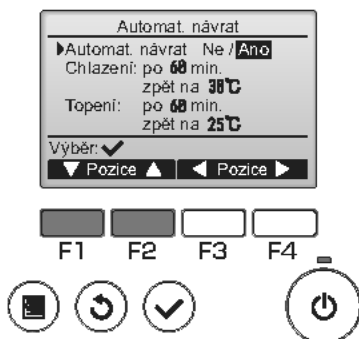 Automat. návrat
Automat. návrat Ne / Ano
Chlazení: po 60 min.
zpět na 30℃
Topení: po 60 min.
zpět na 25℃
Výběr: ✔
▼ Pozice ▲ ◀ Pozice ▶
F1 F2 F3 F4